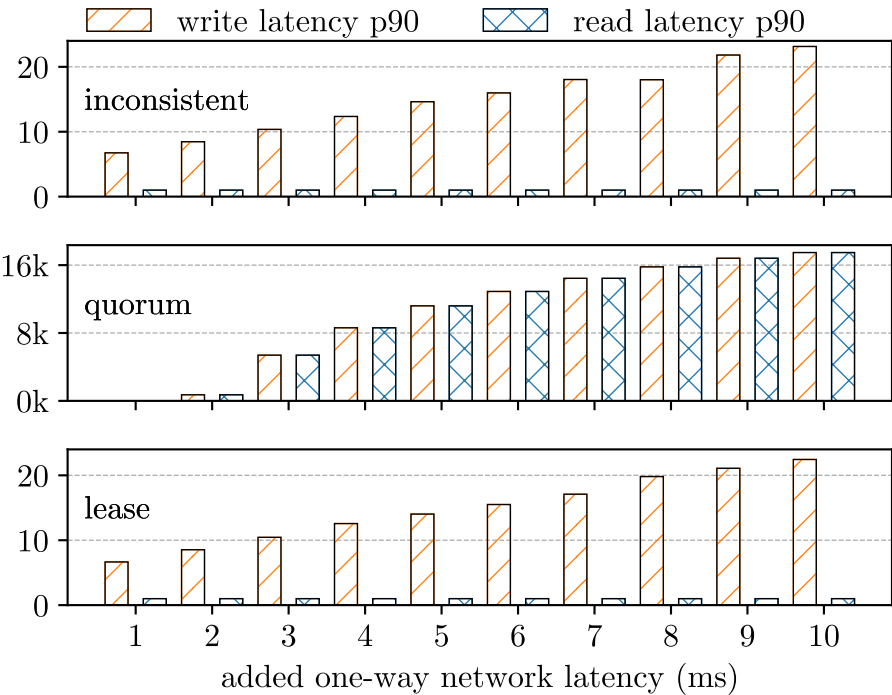 write latency p90 read latency p90
20
inconsistent
10
0
16k
quorum
8k
0k
20
lease
10
0
1 2 3 4 5 6 7 8 9 10
added one-way network latency (ms)